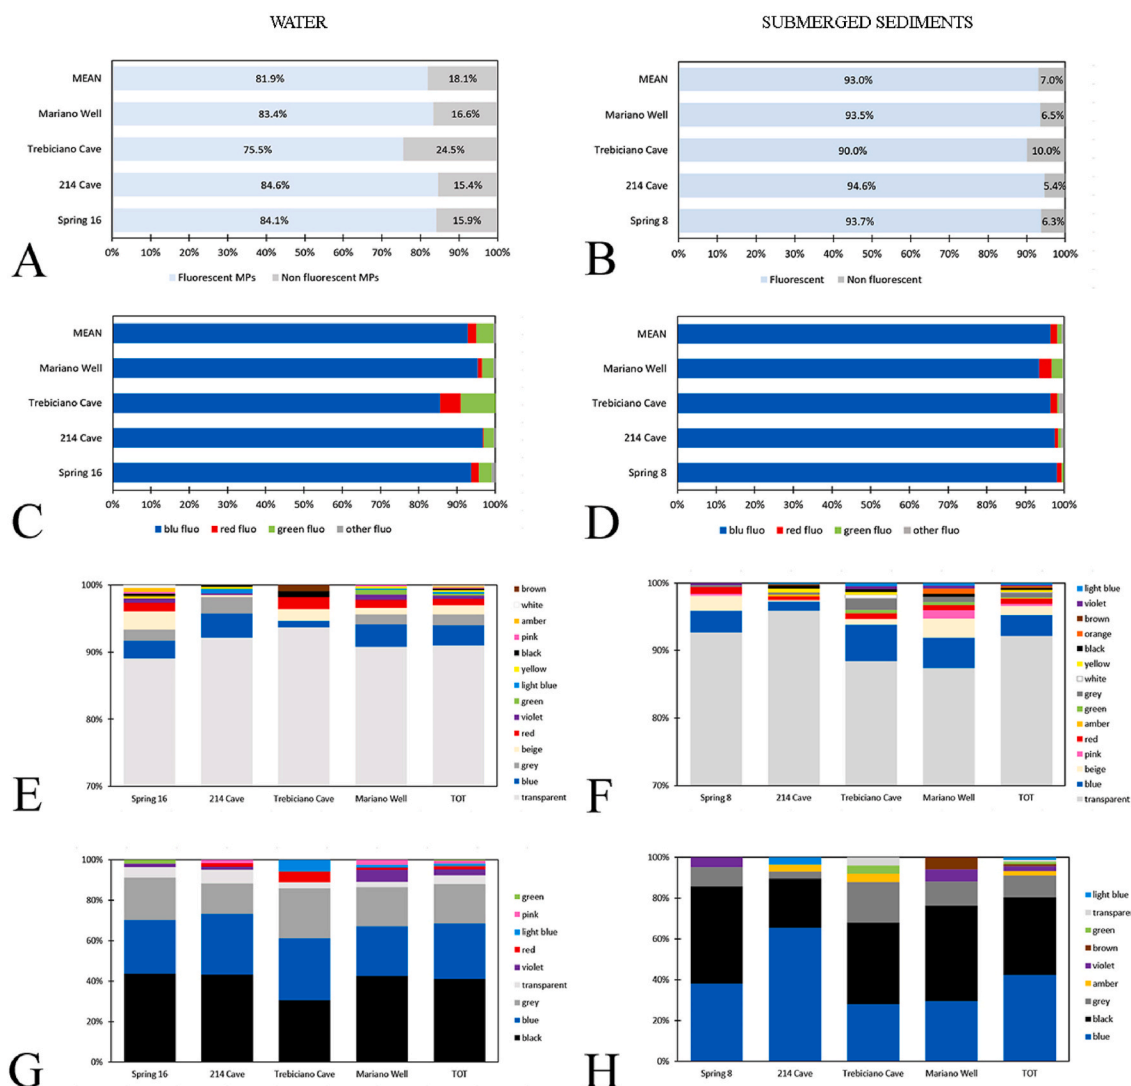 WATER
SUBMERGED SEDIMENTS
MEAN 81.9% 18.1%
Mariano Well 83.4% 16.6%
Trebiciano Cave 75.5% 24.5%
214 Cave 84.6% 15.4%
Spring 16 84.1% 15.9%
0% 10% 20% 30% 40% 50% 60% 70% 80% 90% 100%
Fluorescent MPs Non fluorescent MPs
A
MEAN 93.0% 7.0%
Mariano Well 93.5% 6.5%
Trebiciano Cave 90.0% 10.0%
214 Cave 94.6% 5.4%
Spring 8 93.7% 6.3%
0% 10% 20% 30% 40% 50% 60% 70% 80% 90% 100%
Fluorescent Non fluorescent
B
MEAN
Mariano Well
Trebiciano Cave
214 Cave
Spring 16
0% 10% 20% 30% 40% 50% 60% 70% 80% 90% 100%
blu fluo red fluo green fluo other fluo
C
MEAN
Mariano Well
Trebiciano Cave
214 Cave
Spring 8
0% 10% 20% 30% 40% 50% 60% 70% 80% 90% 100%
blu fluo red fluo green fluo other fluo
D
100%
90%
80%
70%
Spring 16 214 Cave Trebiciano Cave Mariano Well TOT
brown
white
amber
pink
black
yellow
light blue
green
violet
red
beige
grey
blue
transparent
E
100%
90%
80%
70%
Spring 8 214 Cave Trebiciano Cave Mariano Well TOT
light blue
violet
brown
orange
black
yellow
white
grey
green
amber
red
pink
beige
blue
transparent
F
100%
80%
60%
40%
20%
0%
Spring 16 214 Cave Trebiciano Cave Mariano Well TOT
green
pink
light blue
red
violet
transparent
grey
blue
black
G
100%
80%
60%
40%
20%
0%
Spring 8 214 Cave Trebiciano Cave Mariano Well TOT
light blue
transpare
green
brown
violet
amber
grey
black
blue
H